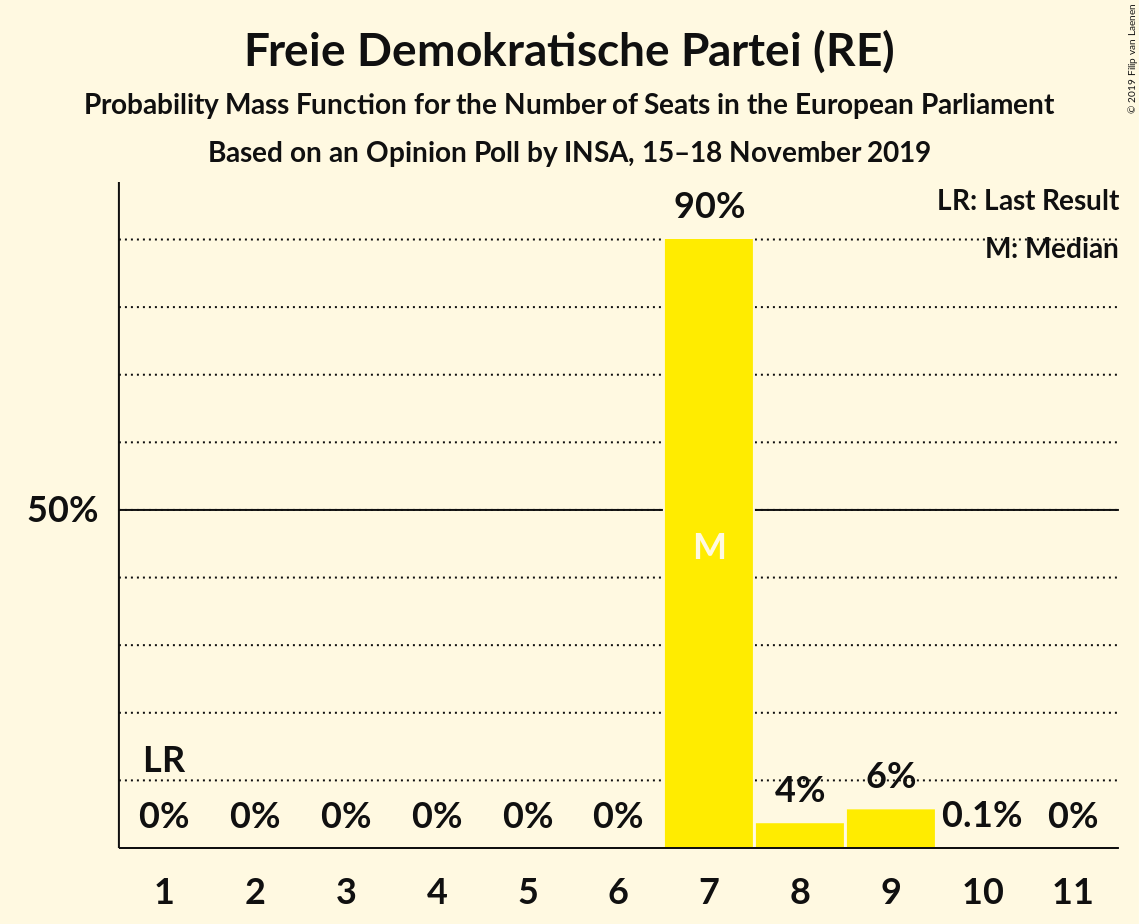 Freie Demokratische Partei (RE)
Probability Mass Function for the Number of Seats in the European Parliament
Based on an Opinion Poll by INSA, 15–18 November 2019
© 2019 Filip van Laenen
LR: Last Result
M: Median
90%
50%
M
LR
0% 0% 0% 0% 0% 0% 4% 6% 0.1% 0%
1 2 3 4 5 6 7 8 9 10 11